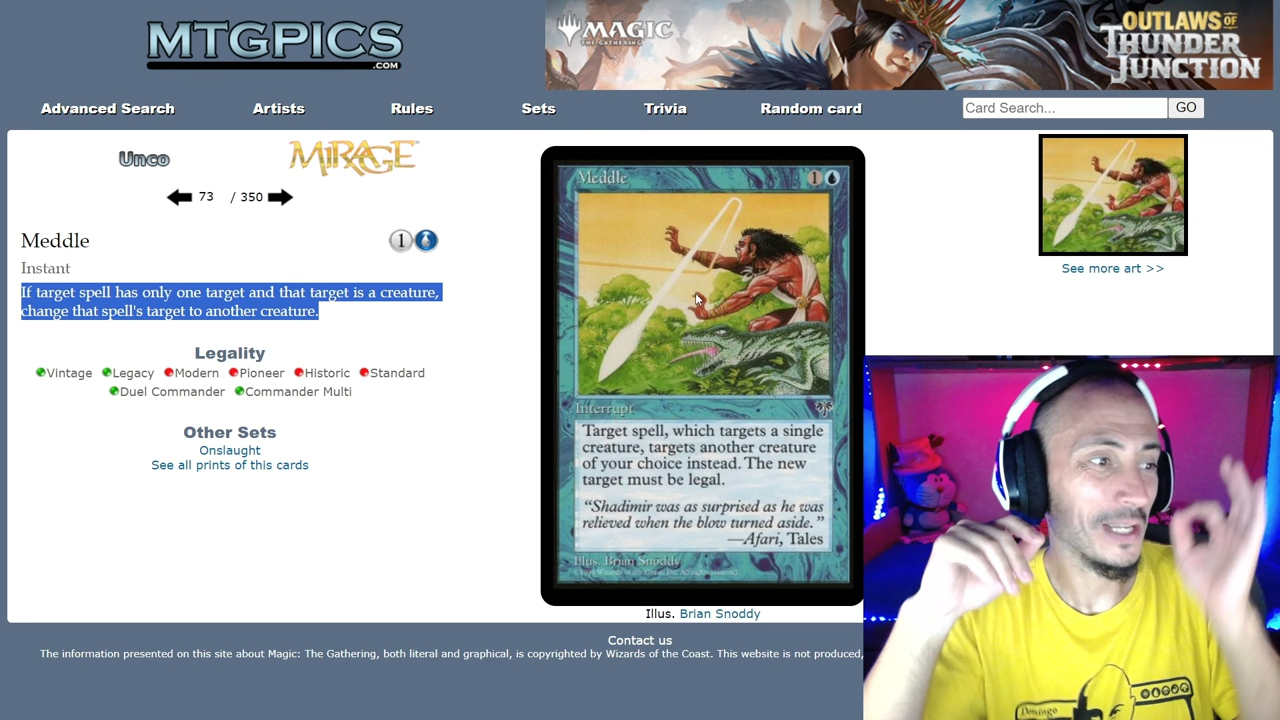 MTGPICS
.COM
MAGIC
THE GATHERING
OUTLAWS OF
THUNDER
JUNCTION
Advanced Search
Artists
Rules
Sets
Trivia
Random card
Card Search...
GO
Unco
MIRAGE
73 / 350
Meddle
1
Instant
If target spell has only one target and that target is a creature,
change that spell's target to another creature.
Legality
Vintage Legacy Modern Pioneer Historic Standard
Duel Commander Commander Multi
Other Sets
Onslaught
See all prints of this cards
Meddle
1
Interrupt
Target spell, which targets a single
creature, targets another creature
of your choice instead. The new
target must be legal.
“Shadimir was as surprised as he was
relieved when the blow turned aside.”
—Afari, Tales
Illus. Brian Snoddy
Illus. Brian Snoddy
See more art >>
Contact us
The information presented on this site about Magic: The Gathering, both literal and graphical, is copyrighted by Wizards of the Coast. This website is not produced,
Domingo